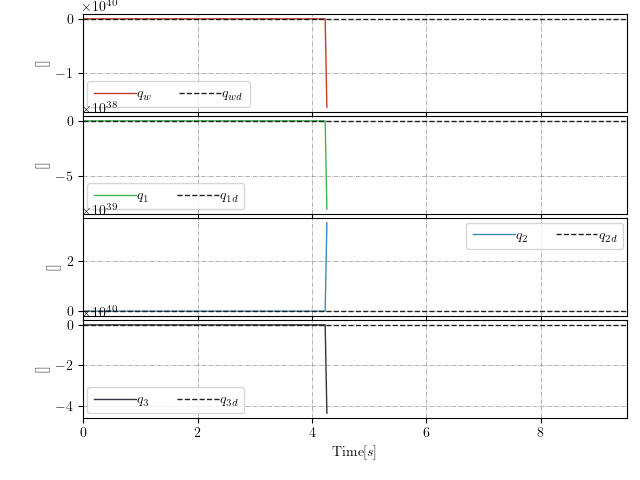 ×10^40
0
−1
[]
q_w q_wd
×10^38
0
−5
[]
q_1 q_1d
×10^39
2
0
[]
q_2 q_2d
×10^40
0
−2
−4
[]
q_3 q_3d
0 2 4 6 8
Time[s]